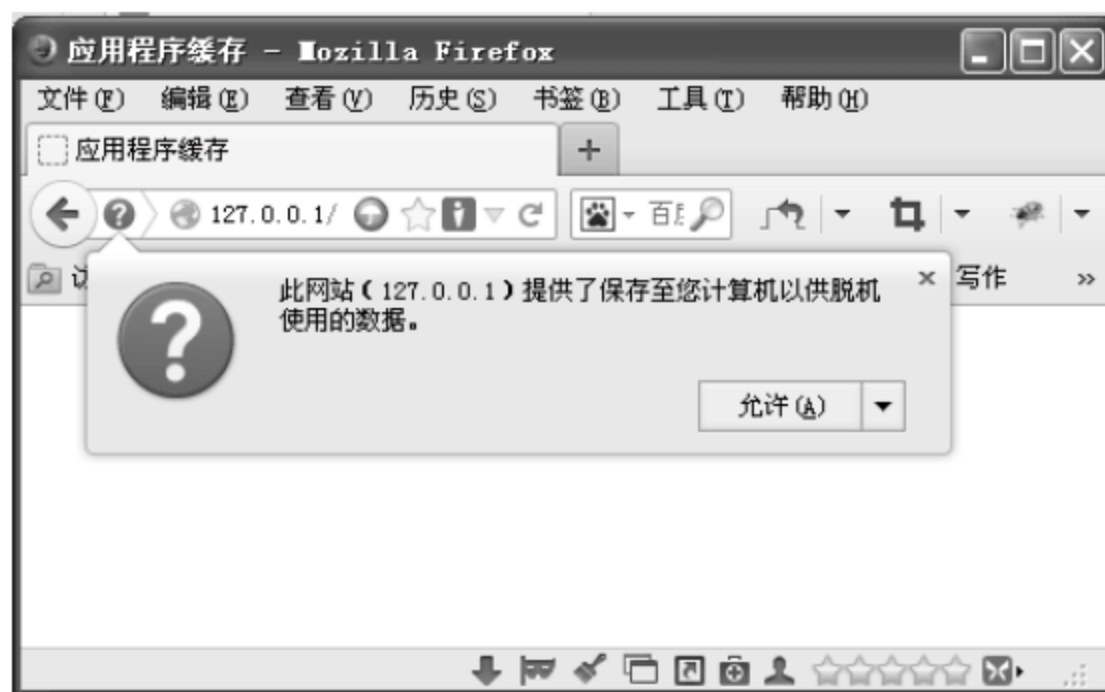 应用程序缓存 - Mozilla Firefox
文件(F) 编辑(E) 查看(V) 历史(S) 书签(B) 工具(T) 帮助(H)
应用程序缓存
127.0.0.1/
写作
此网站（127.0.0.1）提供了保存至您计算机以供脱机
使用的数据。
允许(A)